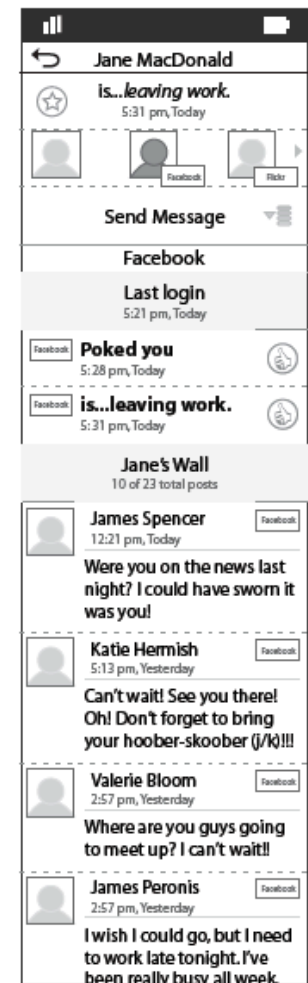 Jane MacDonald
is...leaving work.
5:31 pm, Today
Facebook
Flickr
Send Message
Facebook
Last login
5:21 pm, Today
Facebook
Poked you
5:28 pm, Today
Facebook
is...leaving work.
5:31 pm, Today
Jane's Wall
10 of 23 total posts
James Spencer
Facebook
12:21 pm, Today
Were you on the news last
night? I could have sworn it
was you!
Katie Hermish
Facebook
5:13 pm, Yesterday
Can't wait! See you there!
Oh! Don't forget to bring
your hoober-skoober (j/k)!!!
Valerie Bloom
Facebook
2:57 pm, Yesterday
Where are you guys going
to meet up? I can't wait!!
James Peronis
Facebook
2:57 pm, Yesterday
I wish I could go, but I need
to work late tonight. I've
been really busy all week.